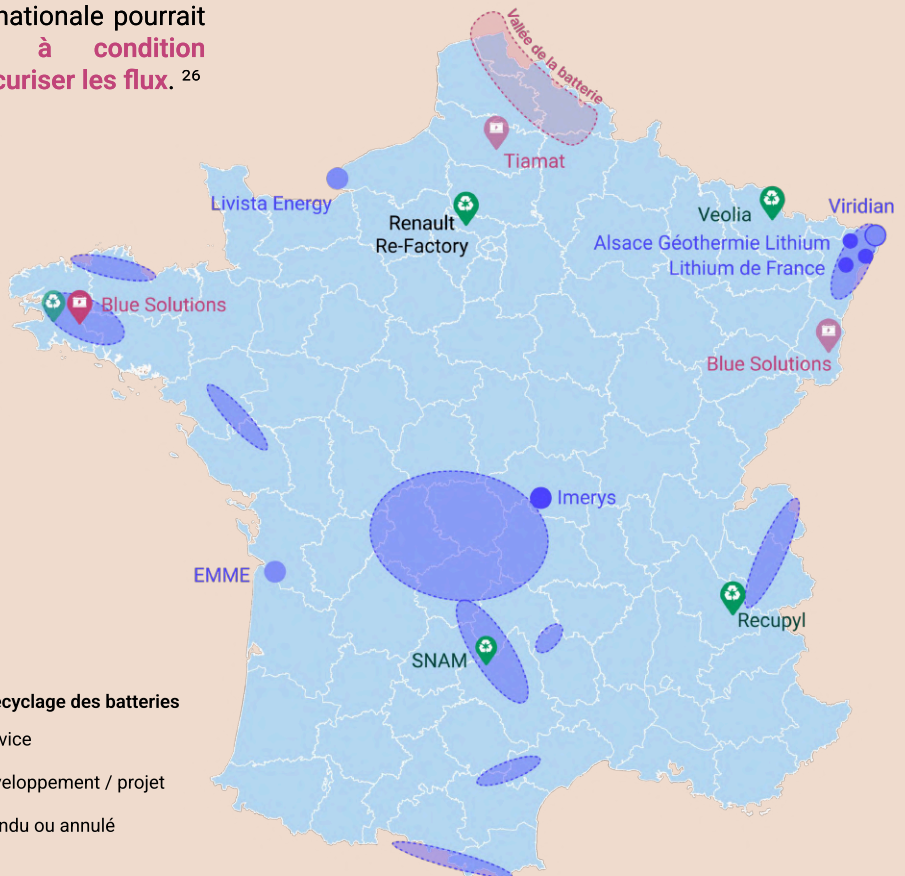 nationale pourrait
à condition
curiser les flux. 26
Vallée de la batterie
Tiamat
Livista Energy
Renault
Re-Factory
Veolia
Viridian
Alsace Géothermie Lithium
Lithium de France
Blue Solutions
Blue Solutions
Imerys
EMME
Recupyl
SNAM
ecyclage des batteries
vice
veloppement / projet
ndu ou annulé